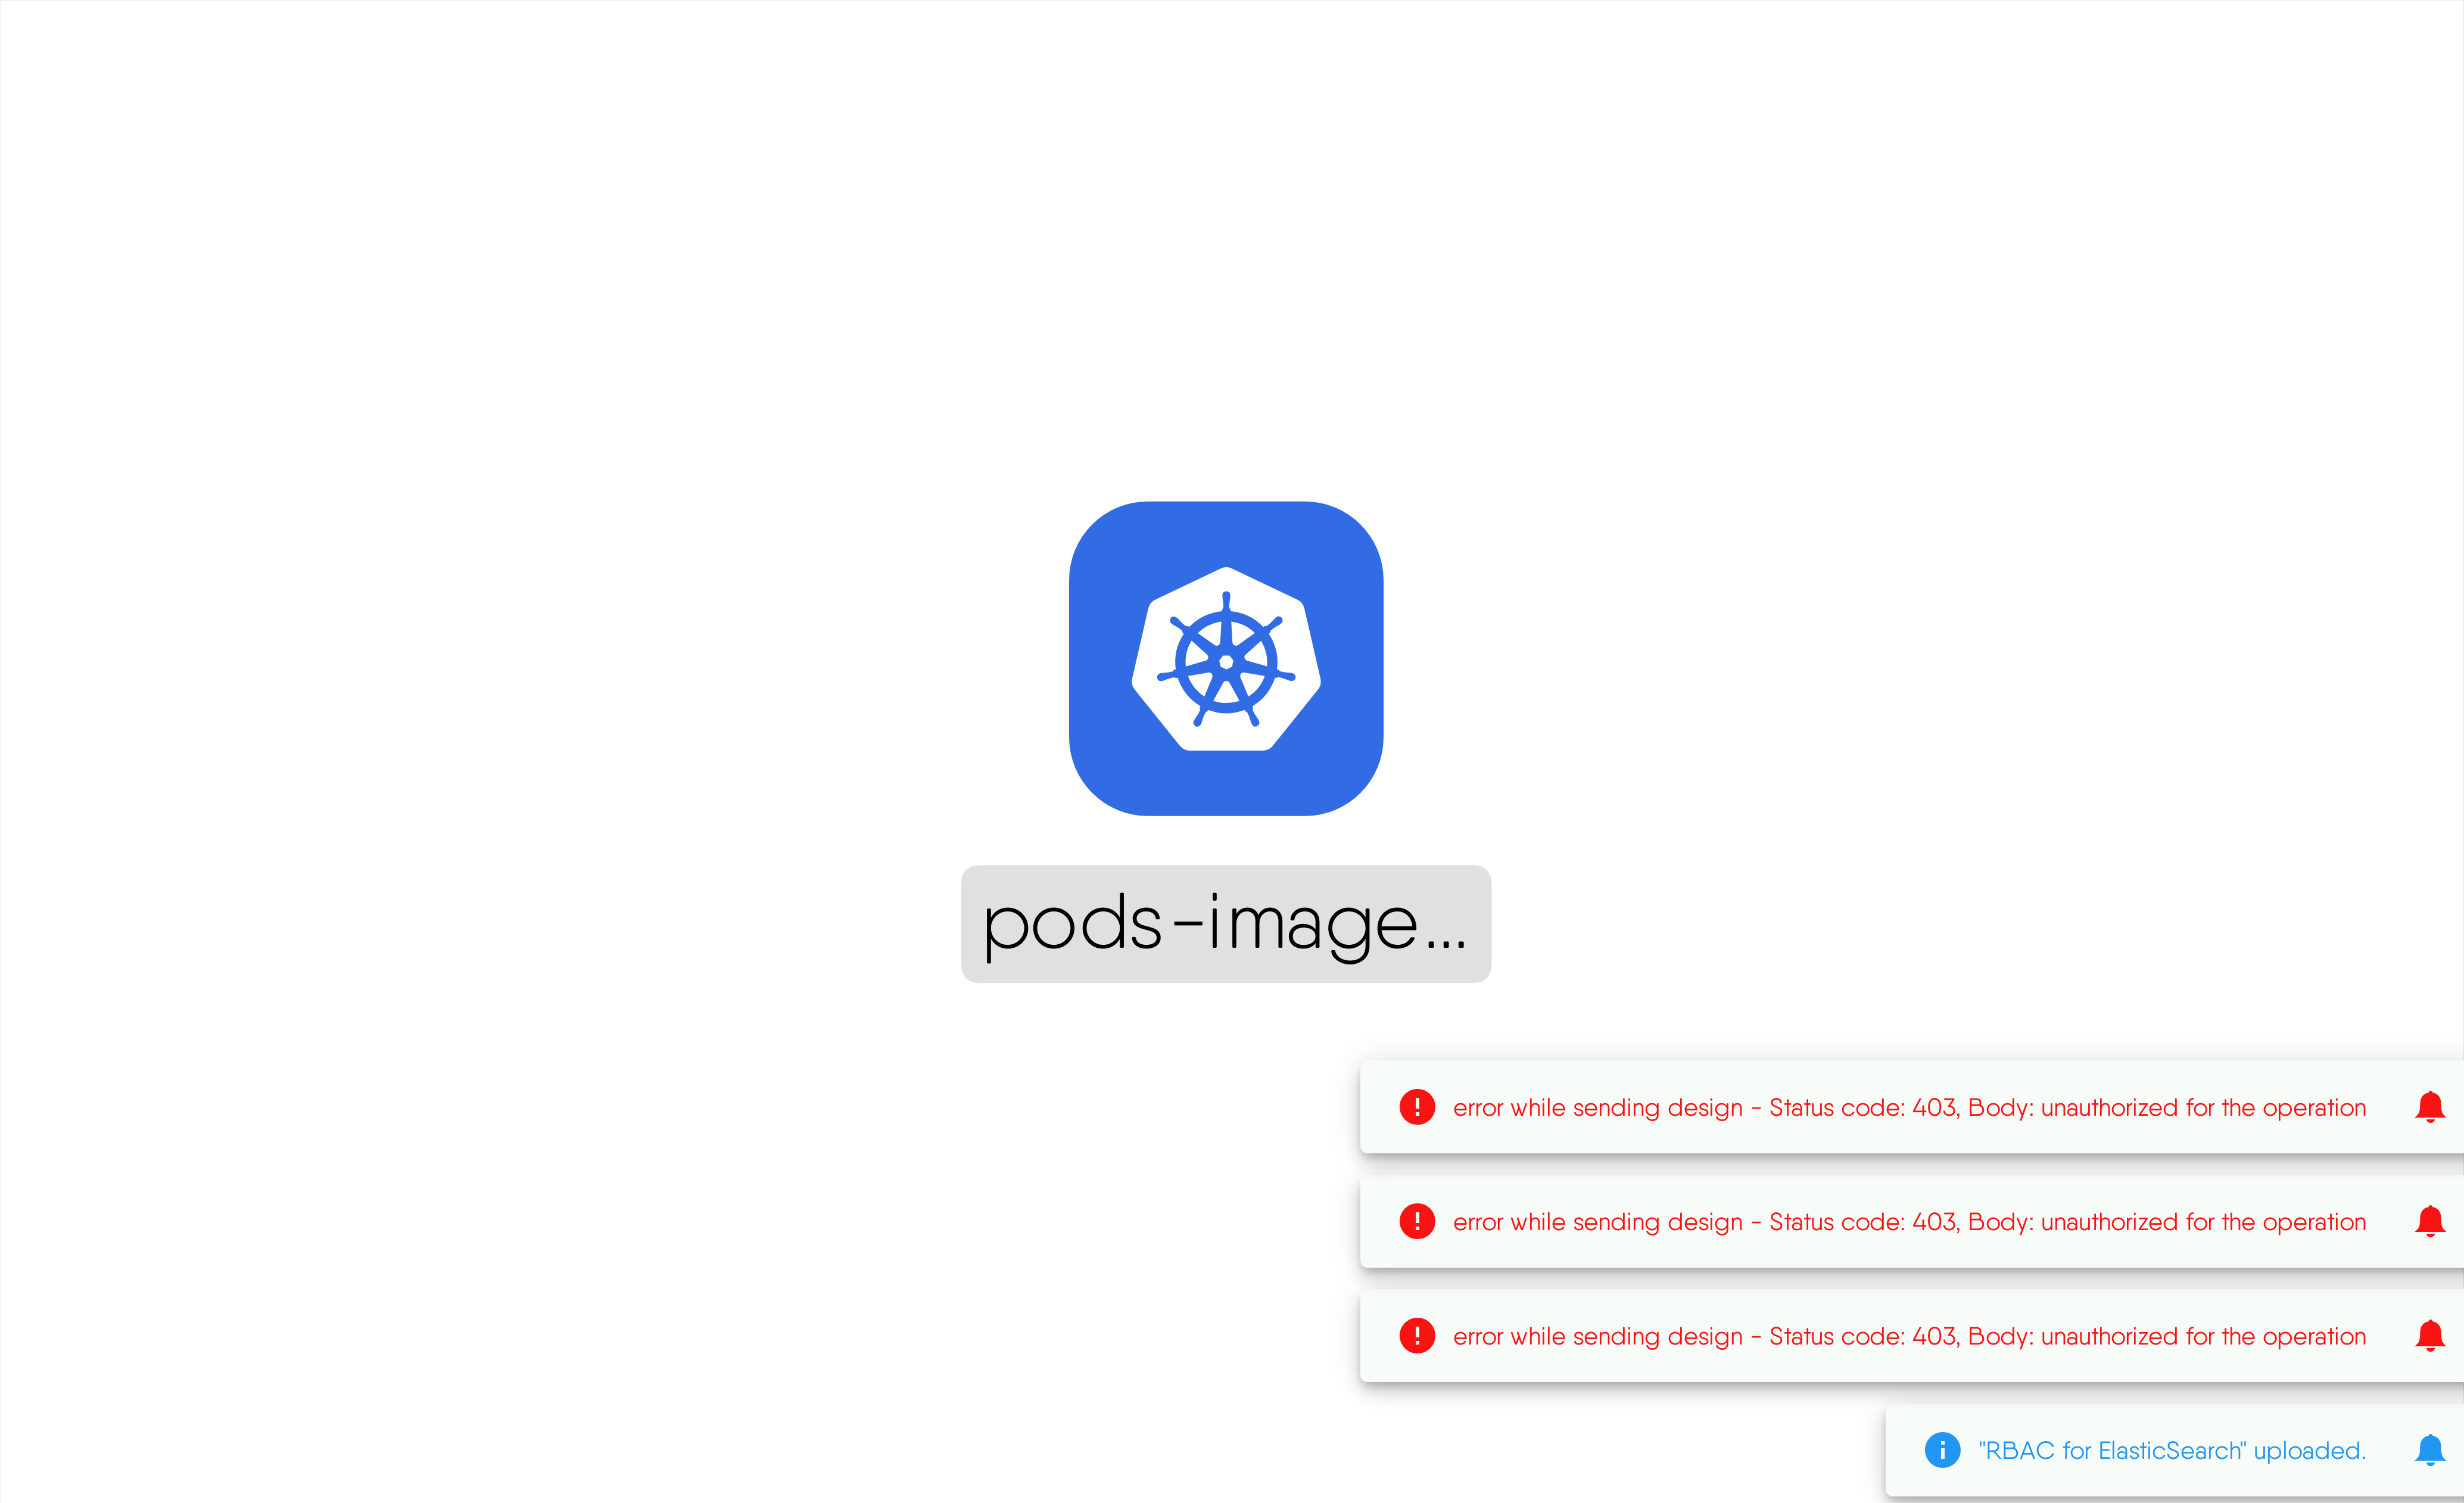 pods-image...
error while sending design - Status code: 403, Body: unauthorized for the operation
error while sending design - Status code: 403, Body: unauthorized for the operation
error while sending design - Status code: 403, Body: unauthorized for the operation
"RBAC for ElasticSearch" uploaded.